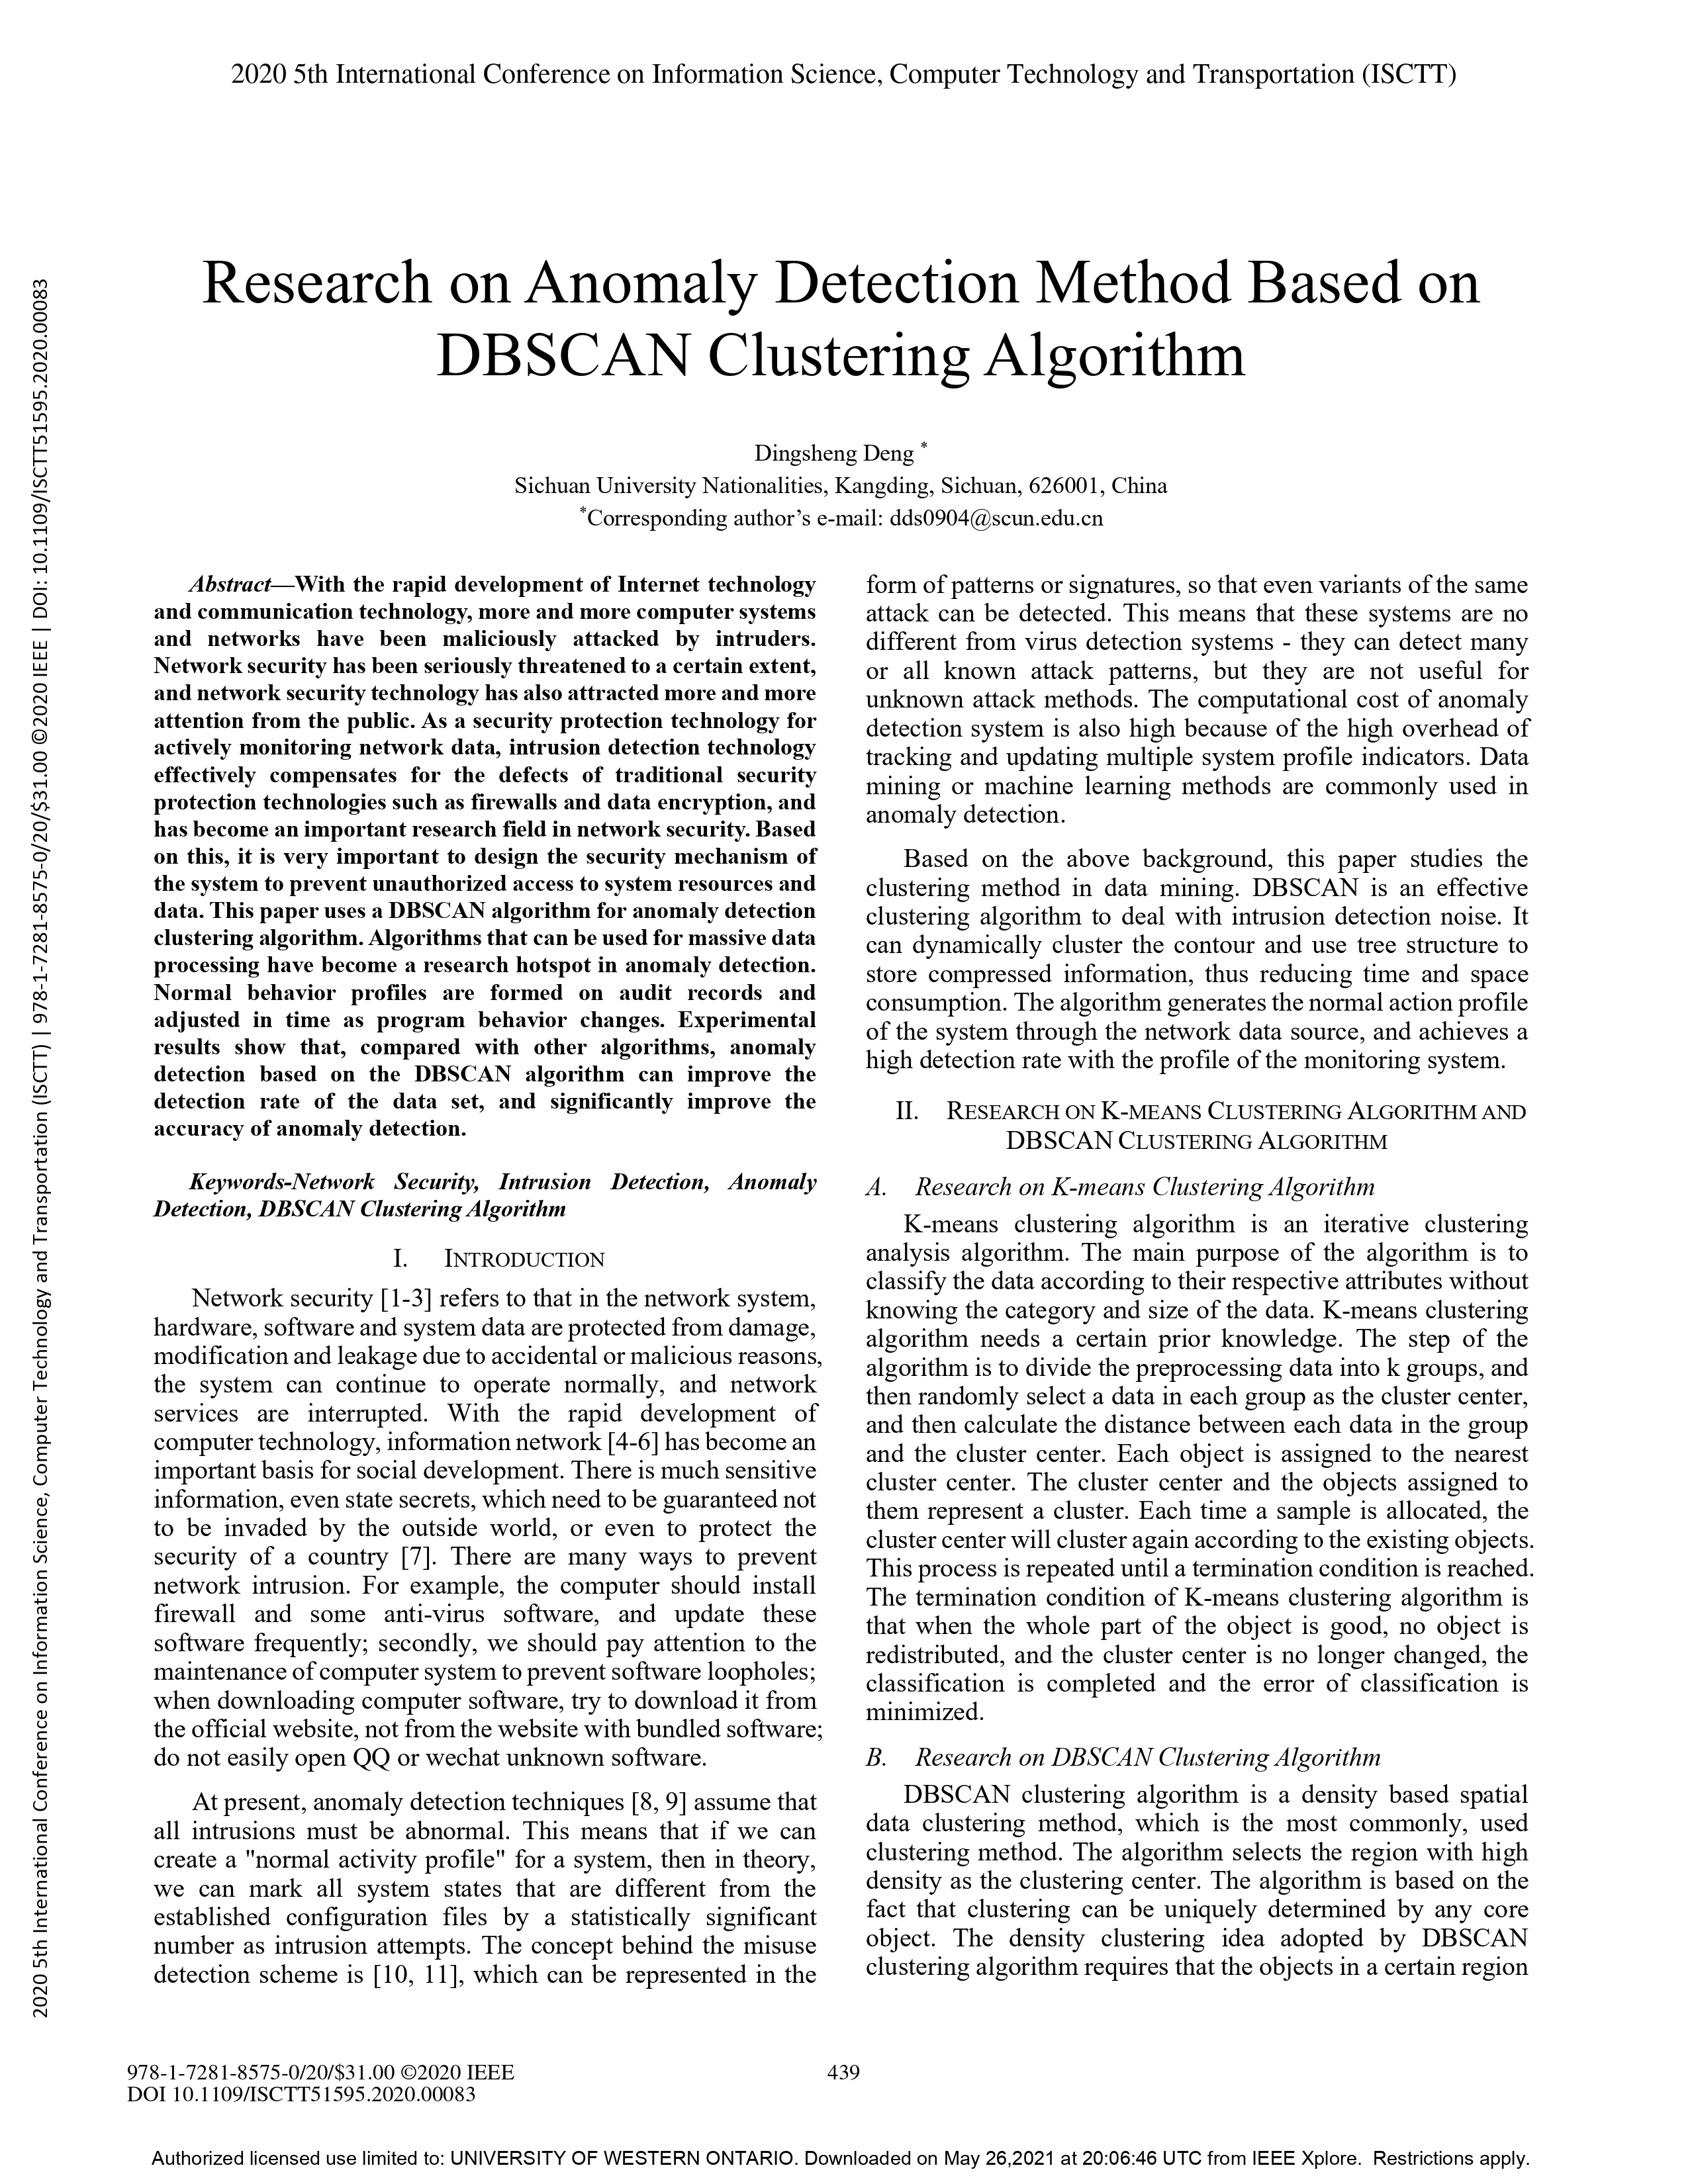 2020 5th International Conference on Information Science, Computer Technology and Transportation (ISCTT)
2020 5th International Conference on Information Science, Computer Technology and Transportation (ISCTT) | 978-1-7281-8575-0/20/$31.00 ©2020 IEEE | DOI: 10.1109/ISCTT51595.2020.00083
Research on Anomaly Detection Method Based on
DBSCAN Clustering Algorithm
Dingsheng Deng *
Sichuan University Nationalities, Kangding, Sichuan, 626001, China
*Corresponding author’s e-mail: dds0904@scun.edu.cn
Abstract—With the rapid development of Internet technology
and communication technology, more and more computer systems
and networks have been maliciously attacked by intruders.
Network security has been seriously threatened to a certain extent,
and network security technology has also attracted more and more
attention from the public. As a security protection technology for
actively monitoring network data, intrusion detection technology
effectively compensates for the defects of traditional security
protection technologies such as firewalls and data encryption, and
has become an important research field in network security. Based
on this, it is very important to design the security mechanism of
the system to prevent unauthorized access to system resources and
data. This paper uses a DBSCAN algorithm for anomaly detection
clustering algorithm. Algorithms that can be used for massive data
processing have become a research hotspot in anomaly detection.
Normal behavior profiles are formed on audit records and
adjusted in time as program behavior changes. Experimental
results show that, compared with other algorithms, anomaly
detection based on the DBSCAN algorithm can improve the
detection rate of the data set, and significantly improve the
accuracy of anomaly detection.
Keywords-Network Security, Intrusion Detection, Anomaly
Detection, DBSCAN Clustering Algorithm
I. INTRODUCTION
Network security [1-3] refers to that in the network system,
hardware, software and system data are protected from damage,
modification and leakage due to accidental or malicious reasons,
the system can continue to operate normally, and network
services are interrupted. With the rapid development of
computer technology, information network [4-6] has become an
important basis for social development. There is much sensitive
information, even state secrets, which need to be guaranteed not
to be invaded by the outside world, or even to protect the
security of a country [7]. There are many ways to prevent
network intrusion. For example, the computer should install
firewall and some anti-virus software, and update these
software frequently; secondly, we should pay attention to the
maintenance of computer system to prevent software loopholes;
when downloading computer software, try to download it from
the official website, not from the website with bundled software;
do not easily open QQ or wechat unknown software.
At present, anomaly detection techniques [8, 9] assume that
all intrusions must be abnormal. This means that if we can
create a "normal activity profile" for a system, then in theory,
we can mark all system states that are different from the
established configuration files by a statistically significant
number as intrusion attempts. The concept behind the misuse
detection scheme is [10, 11], which can be represented in the
form of patterns or signatures, so that even variants of the same
attack can be detected. This means that these systems are no
different from virus detection systems - they can detect many
or all known attack patterns, but they are not useful for
unknown attack methods. The computational cost of anomaly
detection system is also high because of the high overhead of
tracking and updating multiple system profile indicators. Data
mining or machine learning methods are commonly used in
anomaly detection.
Based on the above background, this paper studies the
clustering method in data mining. DBSCAN is an effective
clustering algorithm to deal with intrusion detection noise. It
can dynamically cluster the contour and use tree structure to
store compressed information, thus reducing time and space
consumption. The algorithm generates the normal action profile
of the system through the network data source, and achieves a
high detection rate with the profile of the monitoring system.
II. RESEARCH ON K-MEANS CLUSTERING ALGORITHM AND
DBSCAN CLUSTERING ALGORITHM
A. Research on K-means Clustering Algorithm
K-means clustering algorithm is an iterative clustering
analysis algorithm. The main purpose of the algorithm is to
classify the data according to their respective attributes without
knowing the category and size of the data. K-means clustering
algorithm needs a certain prior knowledge. The step of the
algorithm is to divide the preprocessing data into k groups, and
then randomly select a data in each group as the cluster center,
and then calculate the distance between each data in the group
and the cluster center. Each object is assigned to the nearest
cluster center. The cluster center and the objects assigned to
them represent a cluster. Each time a sample is allocated, the
cluster center will cluster again according to the existing objects.
This process is repeated until a termination condition is reached.
The termination condition of K-means clustering algorithm is
that when the whole part of the object is good, no object is
redistributed, and the cluster center is no longer changed, the
classification is completed and the error of classification is
minimized.
B. Research on DBSCAN Clustering Algorithm
DBSCAN clustering algorithm is a density based spatial
data clustering method, which is the most commonly, used
clustering method. The algorithm selects the region with high
density as the clustering center. The algorithm is based on the
fact that clustering can be uniquely determined by any core
object. The density clustering idea adopted by DBSCAN
clustering algorithm requires that the objects in a certain region
978-1-7281-8575-0/20/$31.00 ©2020 IEEE
DOI 10.1109/ISCTT51595.2020.00083
439
Authorized licensed use limited to: UNIVERSITY OF WESTERN ONTARIO. Downloaded on May 26,2021 at 20:06:46 UTC from IEEE Xplore. Restrictions apply.